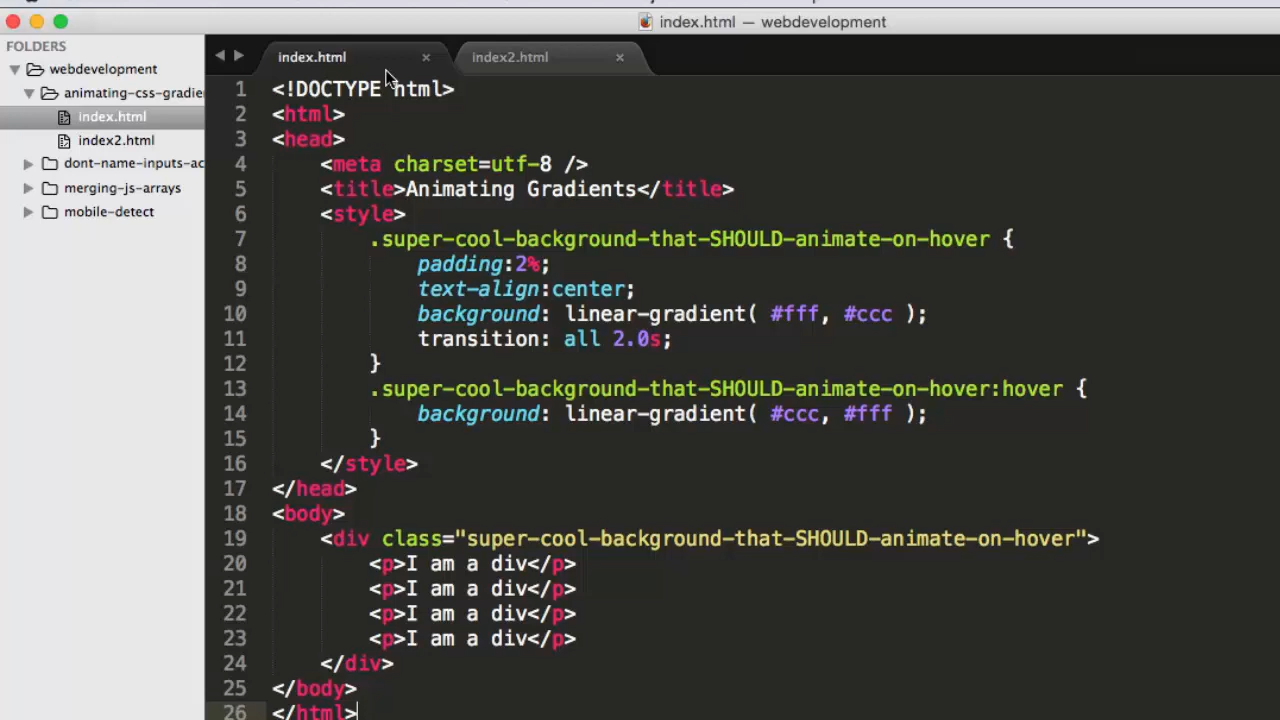 index.html — webdevelopment
FOLDERS
webdevelopment
animating-css-gradie
index.html
index2.html
dont-name-inputs-ac
merging-js-arrays
mobile-detect
index.html × index2.html ×
1 <!DOCTYPE html>
2 <html>
3 <head>
4 <meta charset=utf-8 />
5 <title>Animating Gradients</title>
6 <style>
7 .super-cool-background-that-SHOULD-animate-on-hover {
8 padding:2%;
9 text-align:center;
10 background: linear-gradient( #fff, #ccc );
11 transition: all 2.0s;
12 }
13 .super-cool-background-that-SHOULD-animate-on-hover:hover {
14 background: linear-gradient( #ccc, #fff );
15 }
16 </style>
17 </head>
18 <body>
19 <div class="super-cool-background-that-SHOULD-animate-on-hover">
20 <p>I am a div</p>
21 <p>I am a div</p>
22 <p>I am a div</p>
23 <p>I am a div</p>
24 </div>
25 </body>
26 </html>